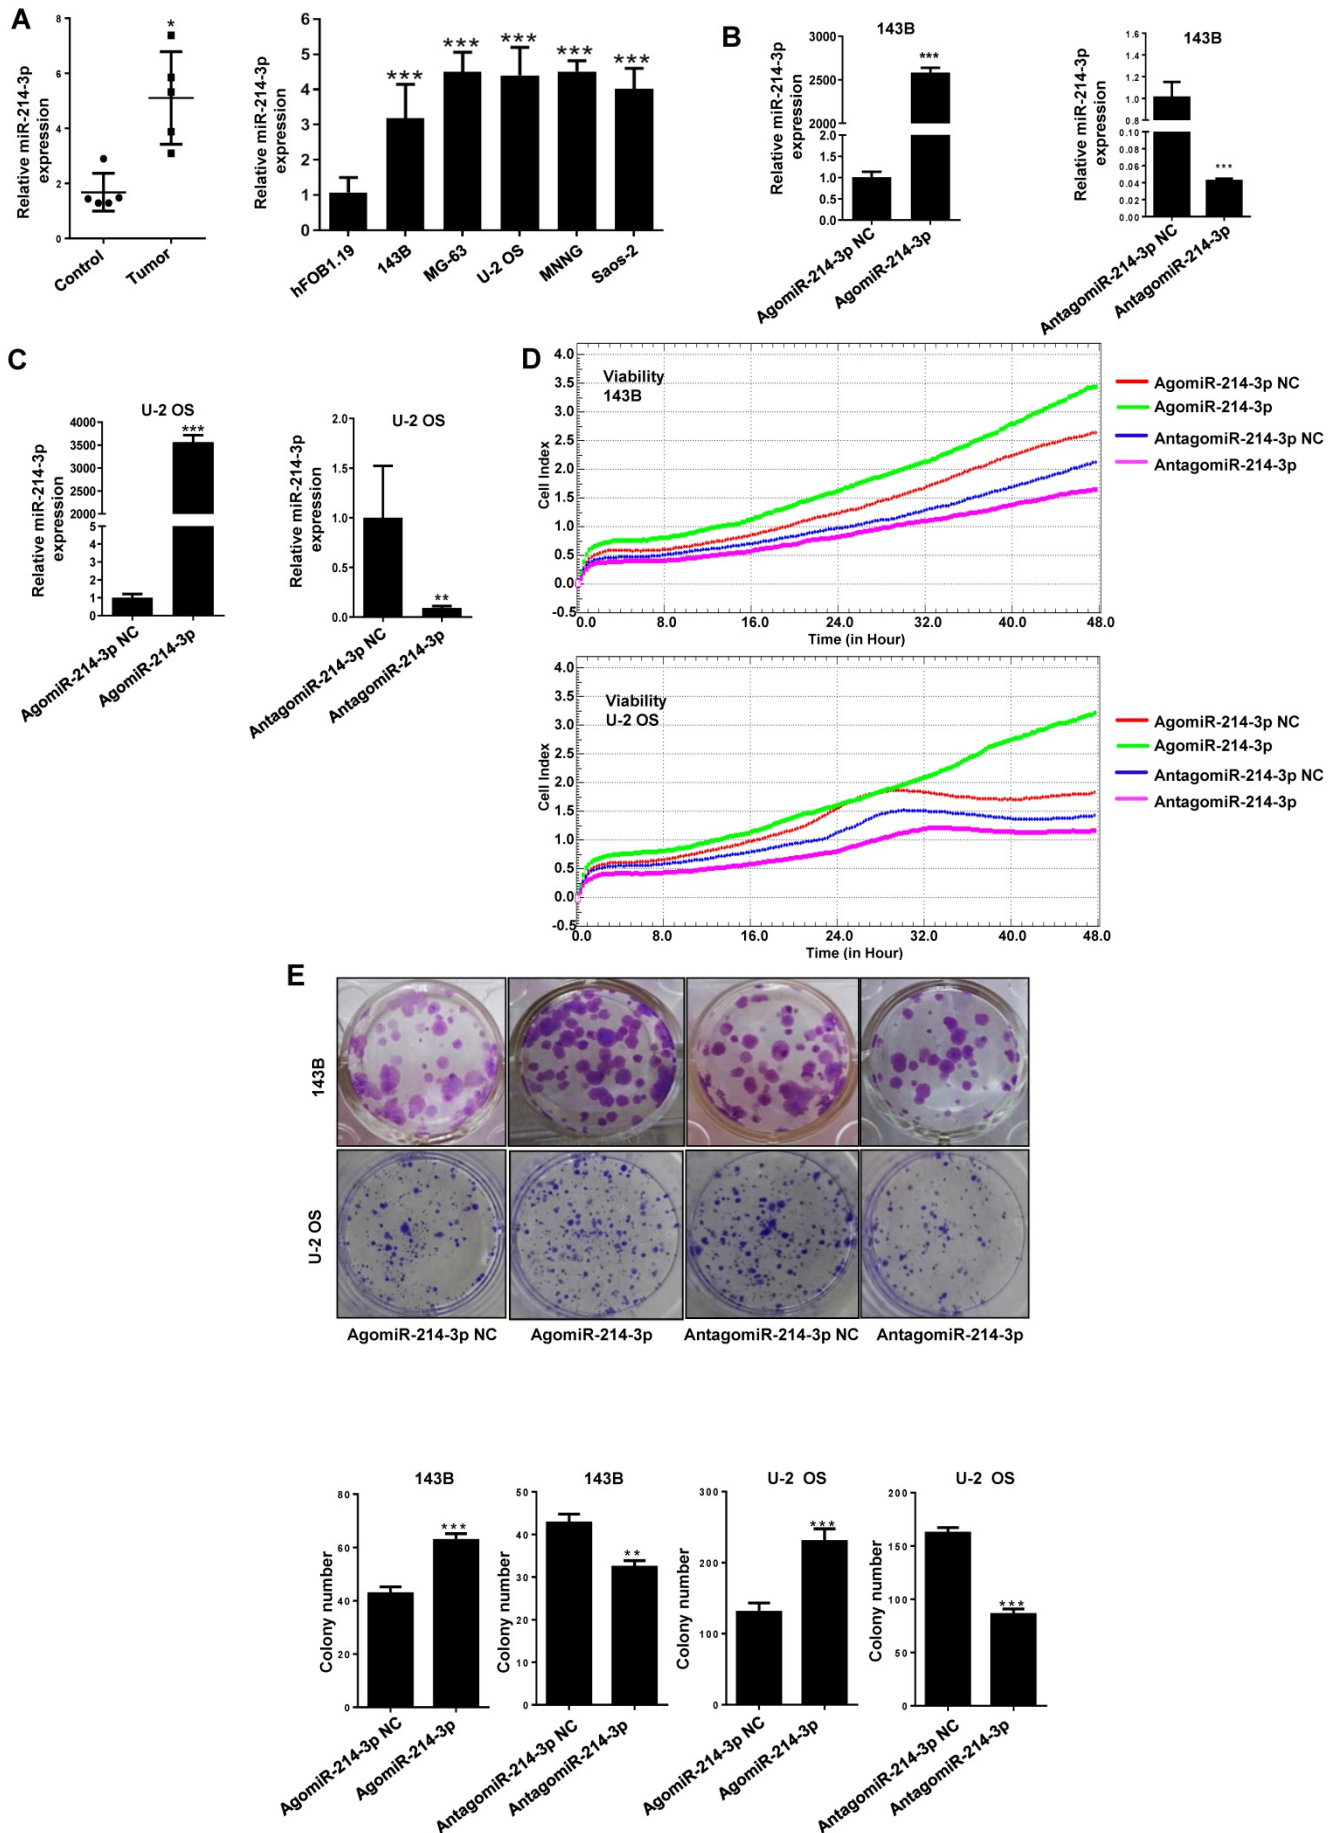 A
Relative miR-214-3p
expression
8
6
4
2
0
Control
Tumor
*
Relative miR-214-3p
expression
6
5
4
3
2
1
0
***
***
***
***
***
hFOB1.19
143B
MG-63
U-2 OS
MNNG
Saos-2
B
143B
Relative miR-214-3p
expression
3000
2500
2000
2.0
1.5
1.0
0.5
0.0
***
AgomiR-214-3p NC
AgomiR-214-3p
143B
Relative miR-214-3p
expression
1.6
1.4
1.2
1.0
0.8
0.10
0.08
0.06
0.04
0.02
0.00
***
AntagomiR-214-3p NC
AntagomiR-214-3p
C
U-2 OS
Relative miR-214-3p
expression
4000
3500
3000
2500
2000
5
4
3
2
1
0
***
AgomiR-214-3p NC
AgomiR-214-3p
U-2 OS
Relative miR-214-3p
expression
2.0
1.5
1.0
0.5
0.0
**
AntagomiR-214-3p NC
AntagomiR-214-3p
D
Viability
143B
Cell Index
4.0
3.5
3.0
2.5
2.0
1.5
1.0
0.5
0.0
-0.5
0.0 8.0 16.0 24.0 32.0 40.0 48.0
Time (in Hour)
AgomiR-214-3p NC
AgomiR-214-3p
AntagomiR-214-3p NC
AntagomiR-214-3p
Viability
U-2 OS
Cell Index
4.0
3.5
3.0
2.5
2.0
1.5
1.0
0.5
0.0
-0.5
0.0 8.0 16.0 24.0 32.0 40.0 48.0
Time (in Hour)
AgomiR-214-3p NC
AgomiR-214-3p
AntagomiR-214-3p NC
AntagomiR-214-3p
E
143B
U-2 OS
AgomiR-214-3p NC
AgomiR-214-3p
AntagomiR-214-3p NC
AntagomiR-214-3p
143B
Colony number
80
60
40
20
0
***
AgomiR-214-3p NC
AgomiR-214-3p
143B
Colony number
50
40
30
20
10
0
**
AntagomiR-214-3p NC
AntagomiR-214-3p
U-2 OS
Colony number
300
200
100
0
***
AgomiR-214-3p NC
AgomiR-214-3p
U-2 OS
Colony number
200
150
100
50
0
***
AntagomiR-214-3p NC
AntagomiR-214-3p